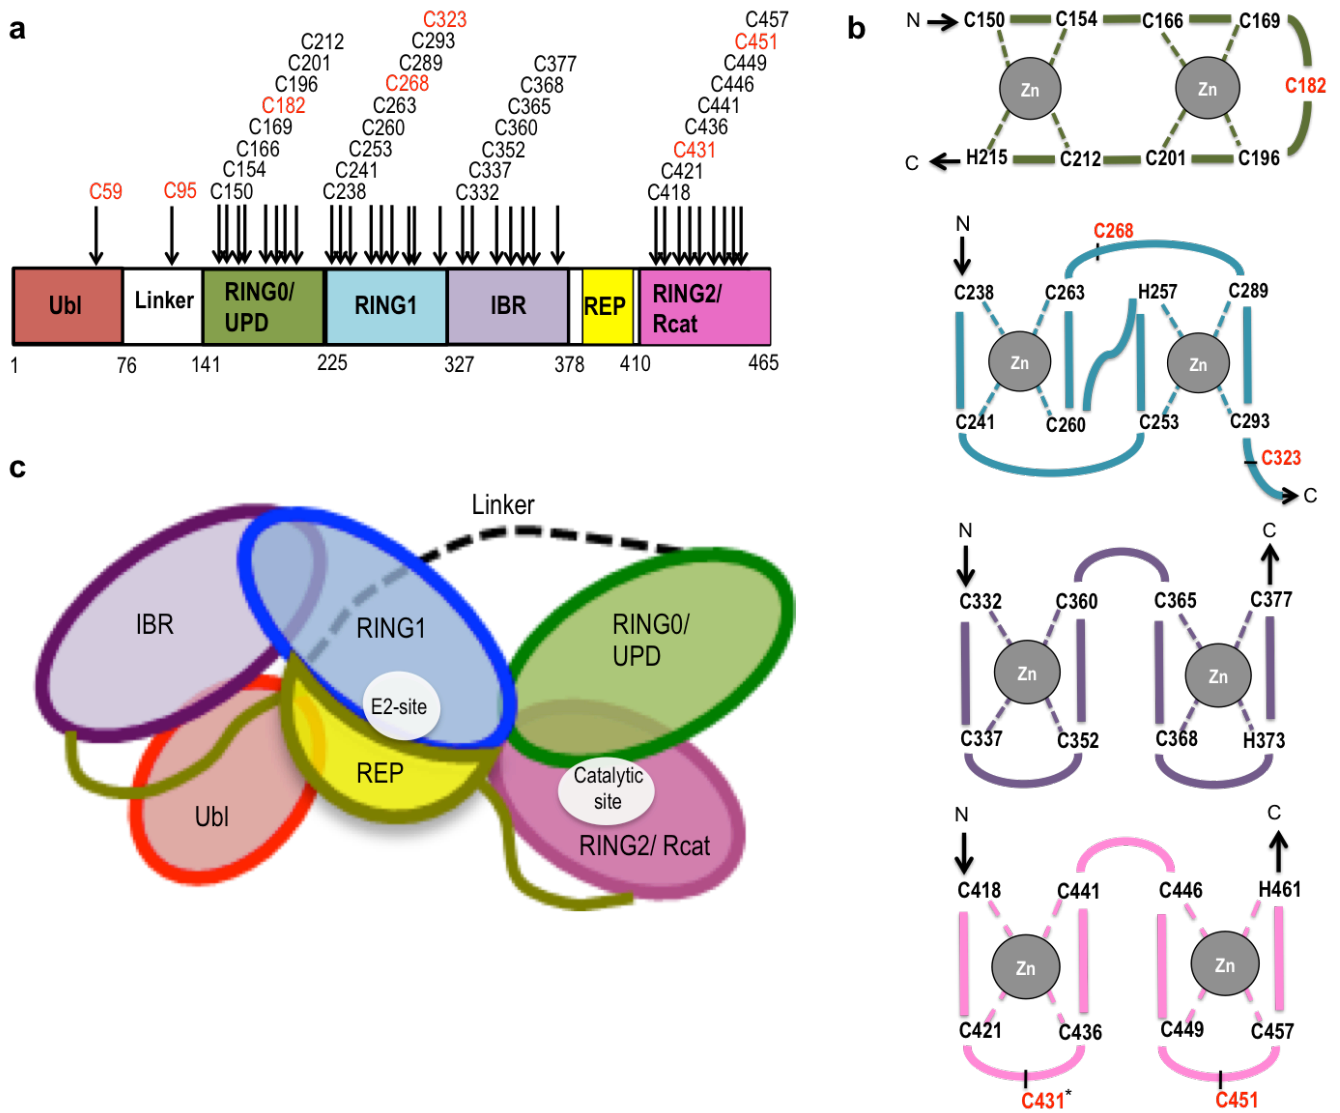 a
C59
C95
C212
C201
C196
C182
C169
C166
C154
C150
C323
C293
C289
C268
C263
C260
C253
C241
C238
C377
C368
C365
C360
C352
C337
C332
C457
C451
C449
C446
C441
C436
C431
C421
C418
Ubl
Linker
RING0/
UPD
RING1
IBR
REP
RING2/
Rcat
1 76 141 225 327 378 410 465
b
N C150 C154 C166 C169
Zn Zn C182
C H215 C212 C201 C196
N C268
C238 C263 H257 C289
Zn Zn
C241 C260 C253 C293
C323
C
N C
C332 C360 C365 C377
Zn Zn
C337 C352 C368 H373
N C
C418 C441 C446 H461
Zn Zn
C421 C436 C449 C457
C431* C451
c
Linker
IBR
RING1
RING0/
UPD
E2-site
REP
Catalytic
site
Ubl
RING2/ Rcat